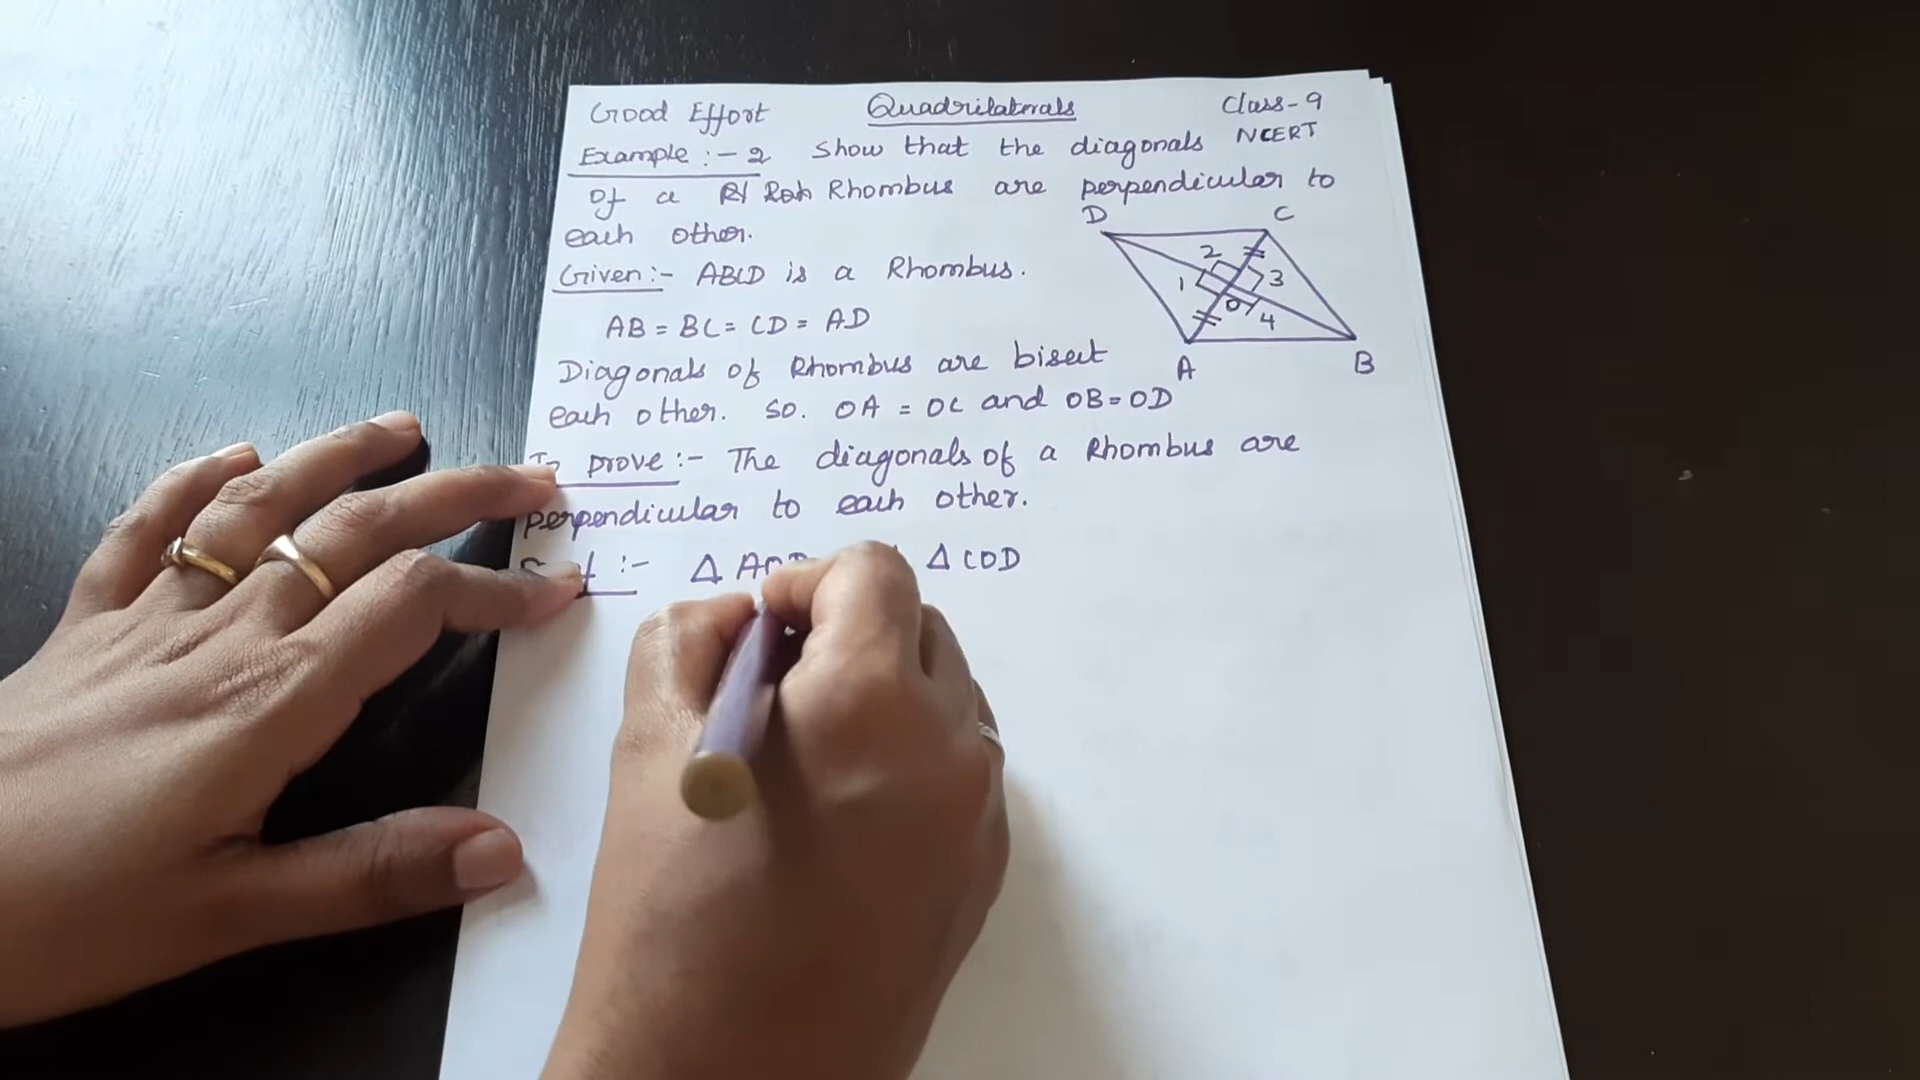 Good Effort Quadrilaterals Class-9
Example :- 2 Show that the diagonals NCERT
of a Rhombus are perpendicular to
each other.
Given :- ABCD is a Rhombus.
AB = BC = CD = AD
Diagonals of Rhombus are bisect
each other. So. OA = OC and OB = OD
To prove :- The diagonals of a Rhombus are
perpendicular to each other.
:- Δ Δ COD
D C
2
1 3
O 4
A B